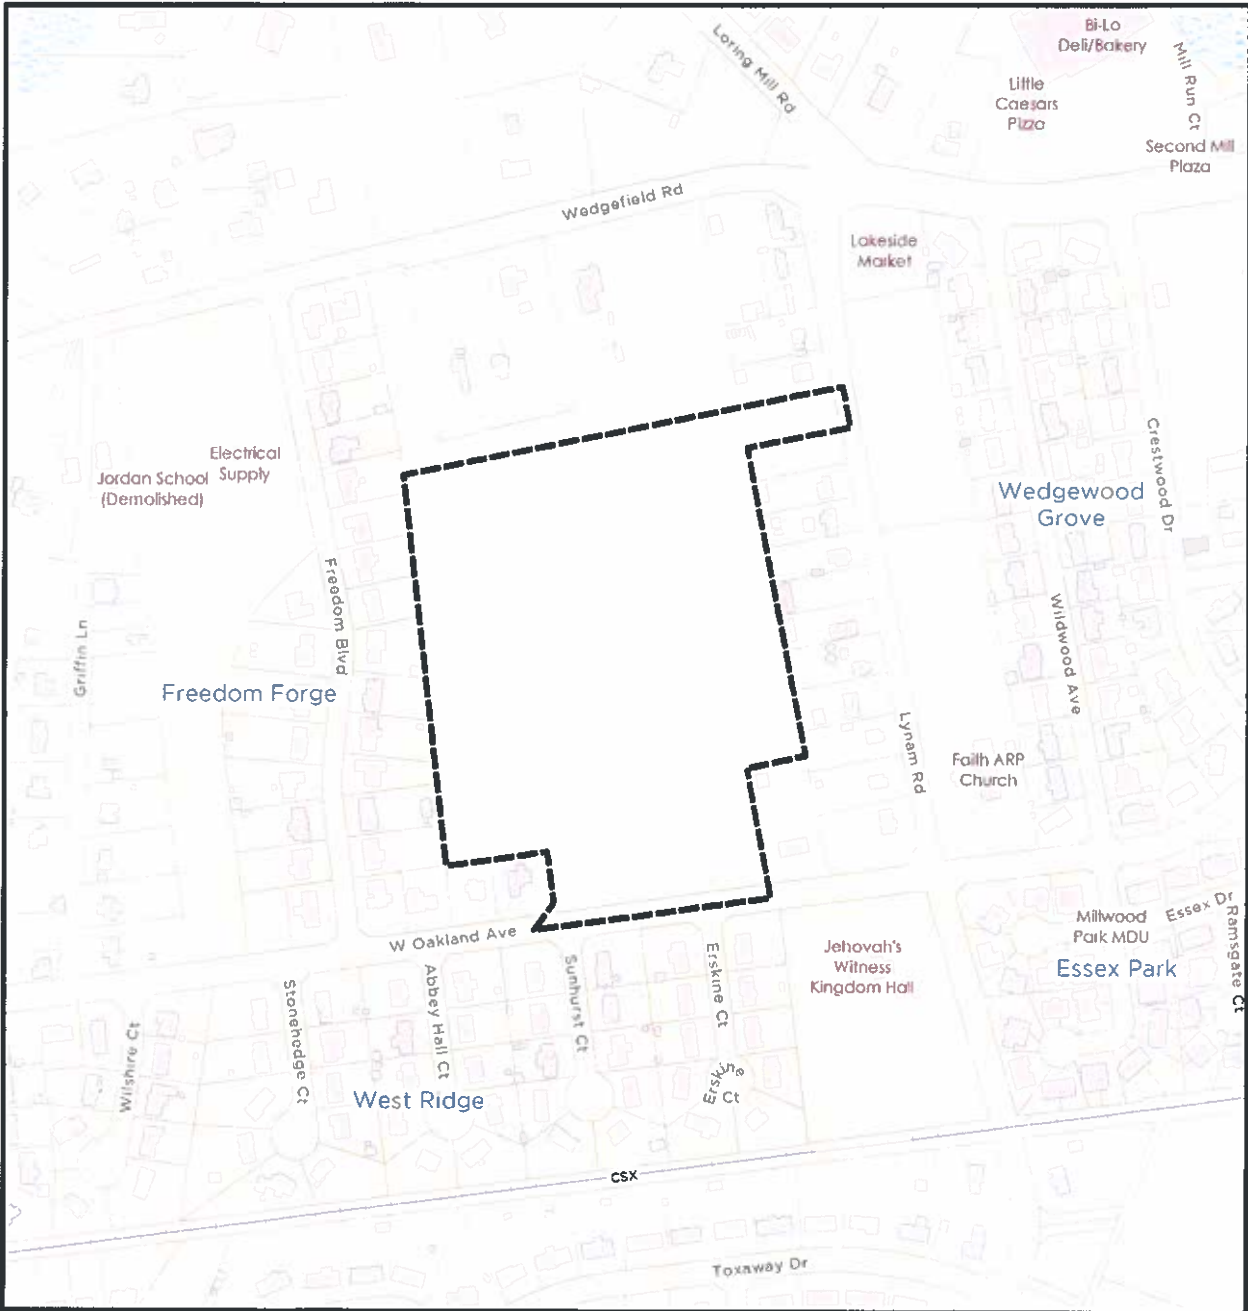 Bi-Lo
Deli/Bakery
Loring Mill Rd
Mill Run Ct
Little
Caesars
Pizza
Second Mill
Plaza
Wedgefield Rd
Lakeside
Market
Electrical
Supply
Jordan School
(Demolished)
Crestwood Dr
Wedgewood
Grove
Freedom Blvd
Griffin Ln
Wildwood Ave
Freedom Forge
Lynam Rd
Faith ARP
Church
Essex Dr
Millwood
Park MDU
Ramsgate Ct
W Oakland Ave
Jehovah's
Witness
Kingdom Hall
Essex Park
Stonehedge Ct
Abbey Hall Ct
Sunhurst Ct
Erskine Ct
Wilshire Ct
Erskine
Ct
West Ridge
CSX
Toxaway Dr